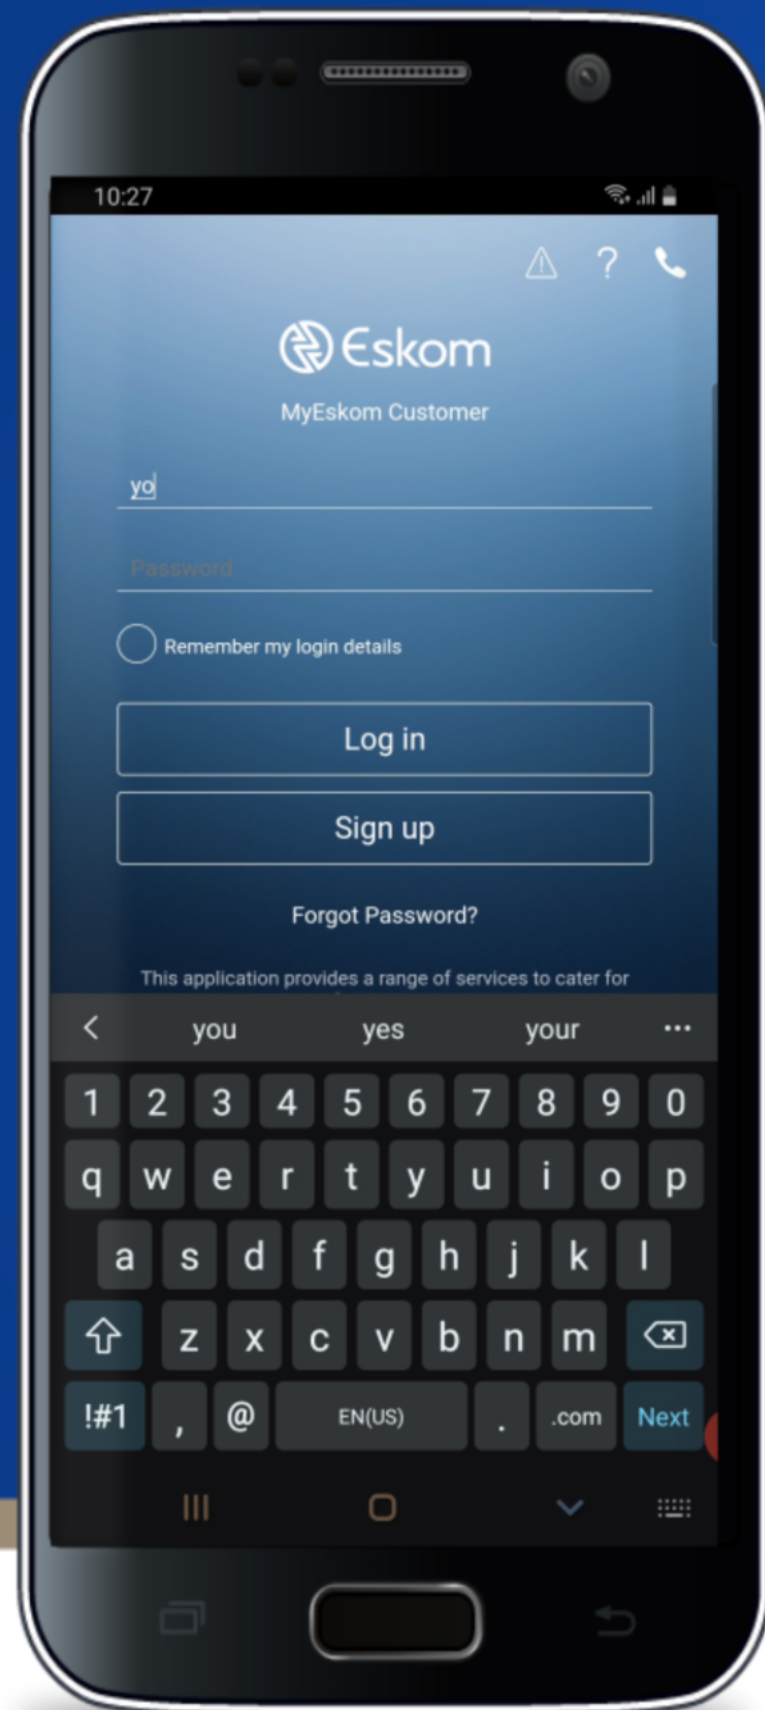 10:27
?
Eskom
MyEskom Customer
yo
Password
Remember my login details
Log in
Sign up
Forgot Password?
This application provides a range of services to cater for
you yes your ...
1 2 3 4 5 6 7 8 9 0
q w e r t y u i o p
a s d f g h j k l
z x c v b n m
!#1 , @ EN(US) . .com Next